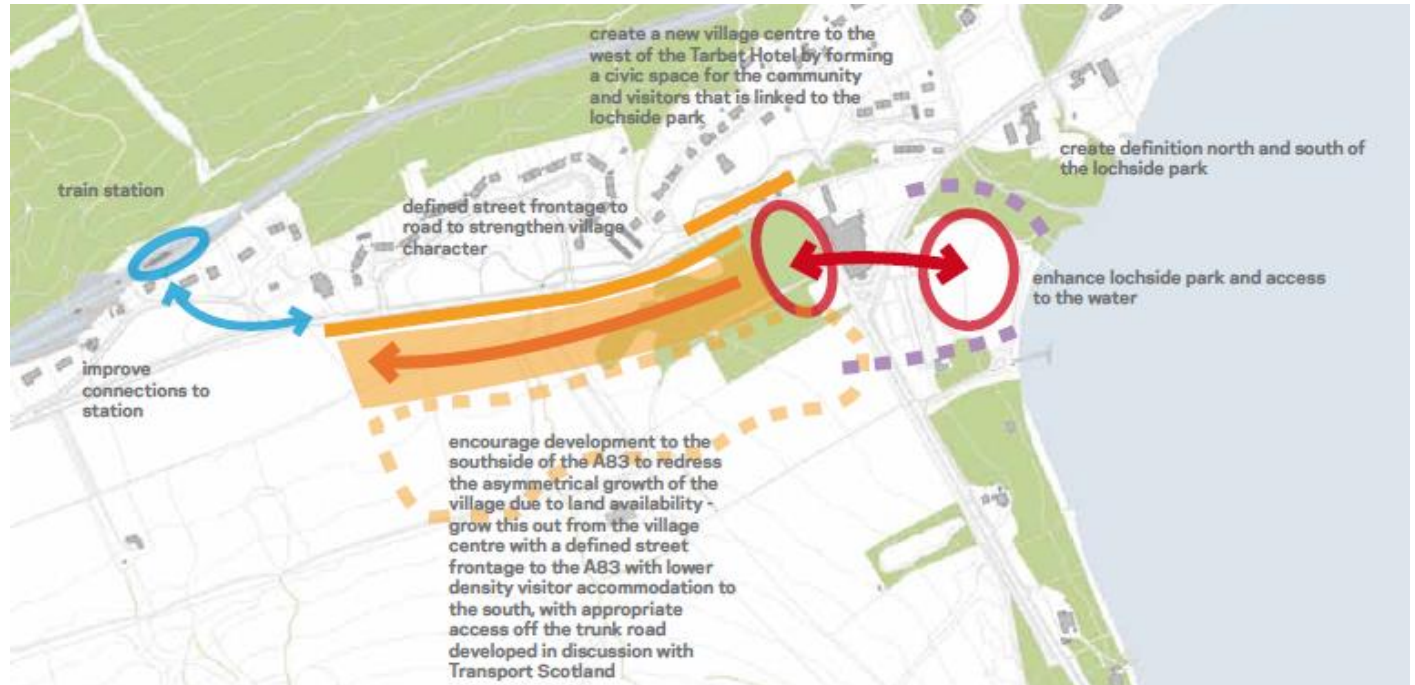 create a new village centre to the
west of the Tarbet Hotel by forming
a civic space for the community
and visitors that is linked to the
lochside park
create definition north and south of
the lochside park
train station
defined street frontage to
road to strengthen village
character
enhance lochside park and access
to the water
improve
connections to
station
encourage development to the
southside of the A83 to redress
the asymmetrical growth of the
village due to land availability -
grow this out from the village
centre with a defined street
frontage to the A83 with lower
density visitor accommodation to
the south, with appropriate
access off the trunk road
developed in discussion with
Transport Scotland